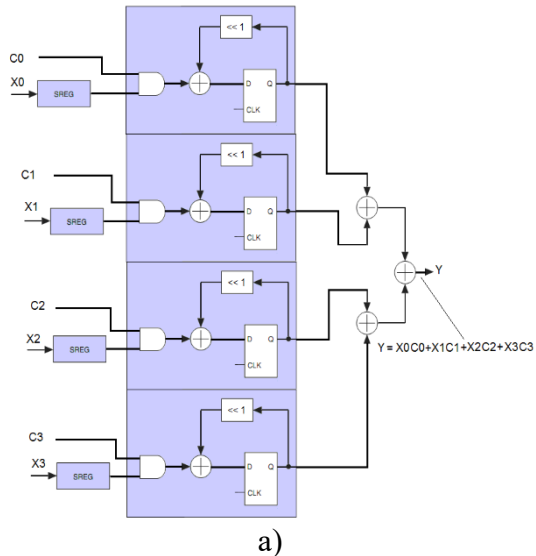 << 1
C0
X0
SREG
D Q
CLK
<< 1
C1
X1
SREG
D Q
CLK
Y
<< 1
C2
X2
SREG
D Q
CLK
Y = X0C0+X1C1+X2C2+X3C3
<< 1
C3
X3
SREG
D Q
CLK
a)